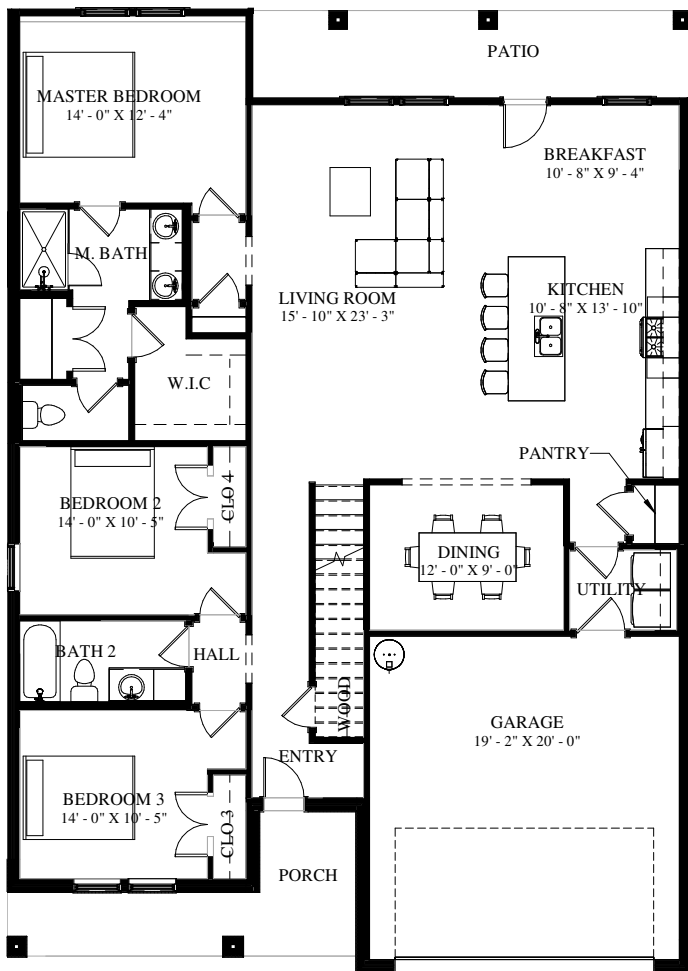 PATIO
MASTER BEDROOM
14' - 0" X 12' - 4"
BREAKFAST
10' - 8" X 9' - 4"
M. BATH
LIVING ROOM
15' - 10" X 23' - 3"
KITCHEN
10' - 8" X 13' - 10"
W.I.C
PANTRY
BEDROOM 2
14' - 0" X 10' - 5"
CLO 4
DINING
12' - 0" X 9' - 0"
UTILITY
BATH 2
HALL
WOOD
GARAGE
19' - 2" X 20' - 0"
ENTRY
BEDROOM 3
14' - 0" X 10' - 5"
CLO 3
PORCH